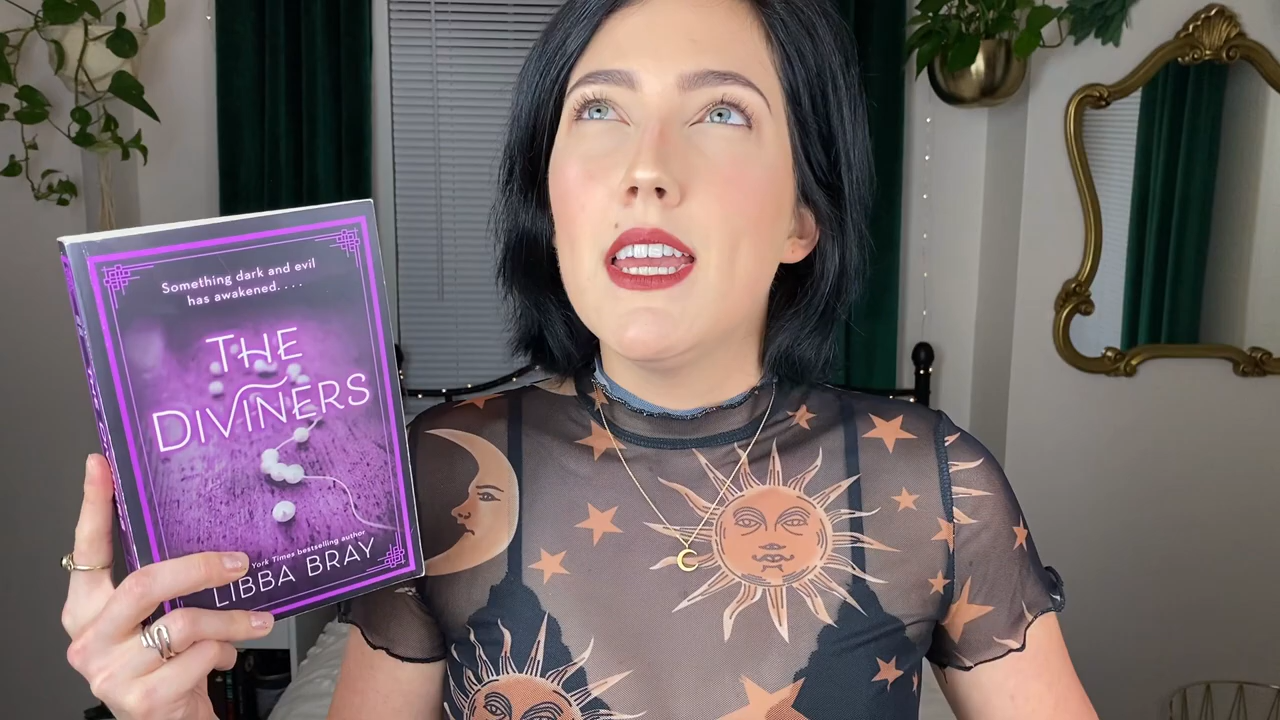 Something dark and evil
has awakened. . . .
THE
DIVINERS
York Times bestselling author
LIBBA BRAY